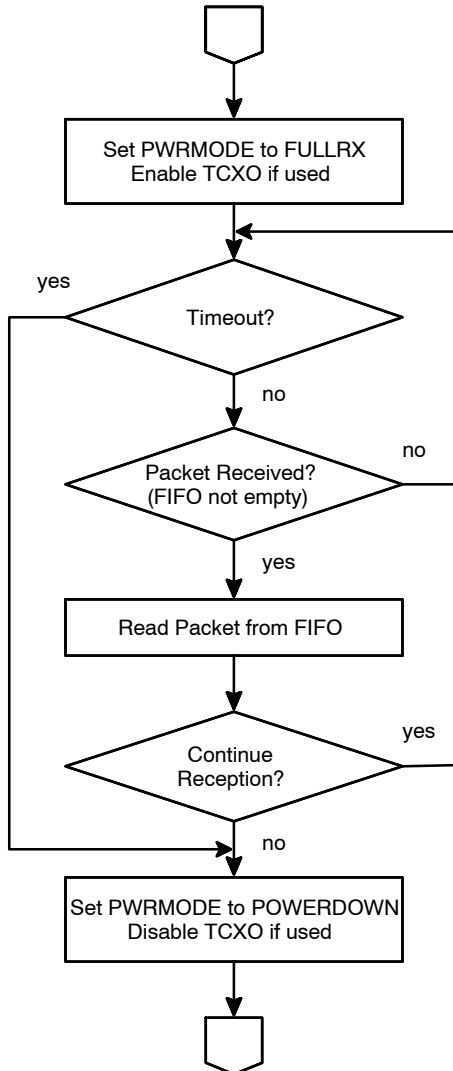 Set PWRMODE to FULLRX
Enable TCXO if used
yes
Timeout?
no
Packet Received?
(FIFO not empty)
no
yes
Read Packet from FIFO
Continue
Reception?
yes
no
Set PWRMODE to POWERDOWN
Disable TCXO if used